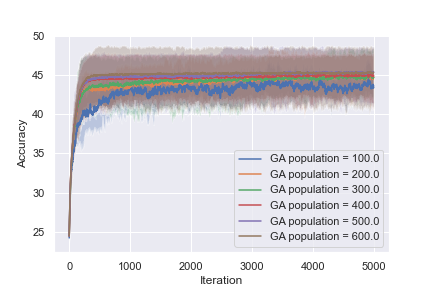 50
45
40
35
30
25
Accuracy
0
1000
2000
3000
4000
5000
Iteration
GA population = 100.0
GA population = 200.0
GA population = 300.0
GA population = 400.0
GA population = 500.0
GA population = 600.0